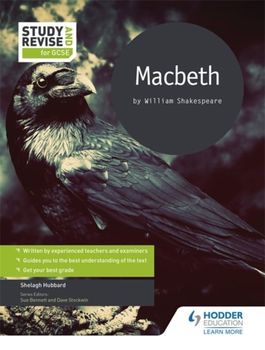 STUDY AND
REVISE
for GCSE
Macbeth
by William Shakespeare
Written by experienced teachers and examiners
Guides you to the best understanding of the text
Get your best grade
Shelagh Hubbard
Series Editors:
Sue Bennett and Dave Stockwin
HODDER
EDUCATION
LEARN MORE